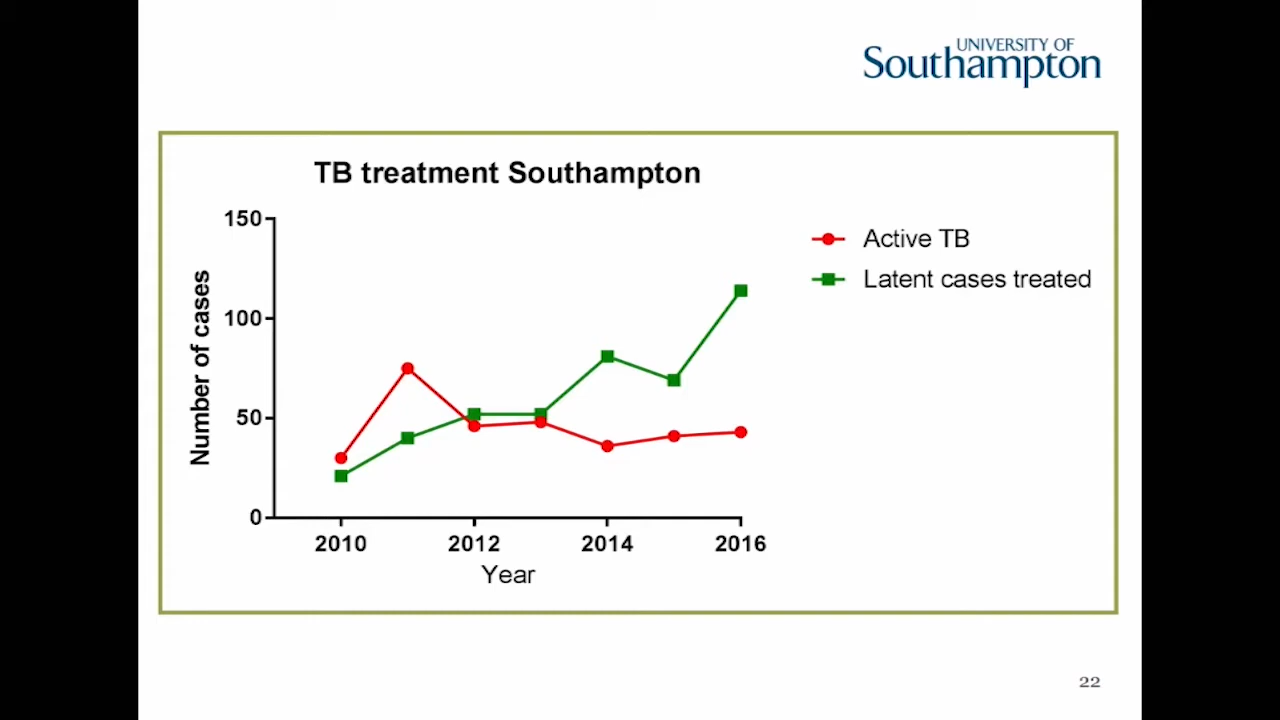 UNIVERSITY OF
Southampton
TB treatment Southampton
150
100
50
0
Number of cases
2010 2012 2014 2016
Year
Active TB
Latent cases treated
22